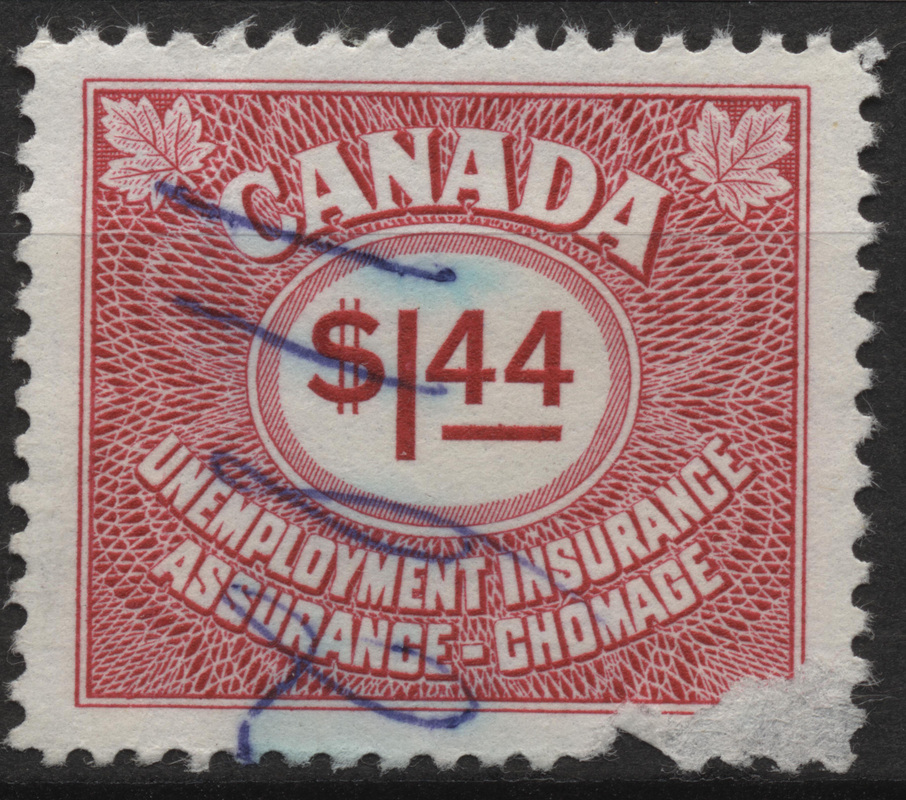 CANADA
$1.44
UNEMPLOYMENT INSURANCE
ASSURANCE-CHOMAGE